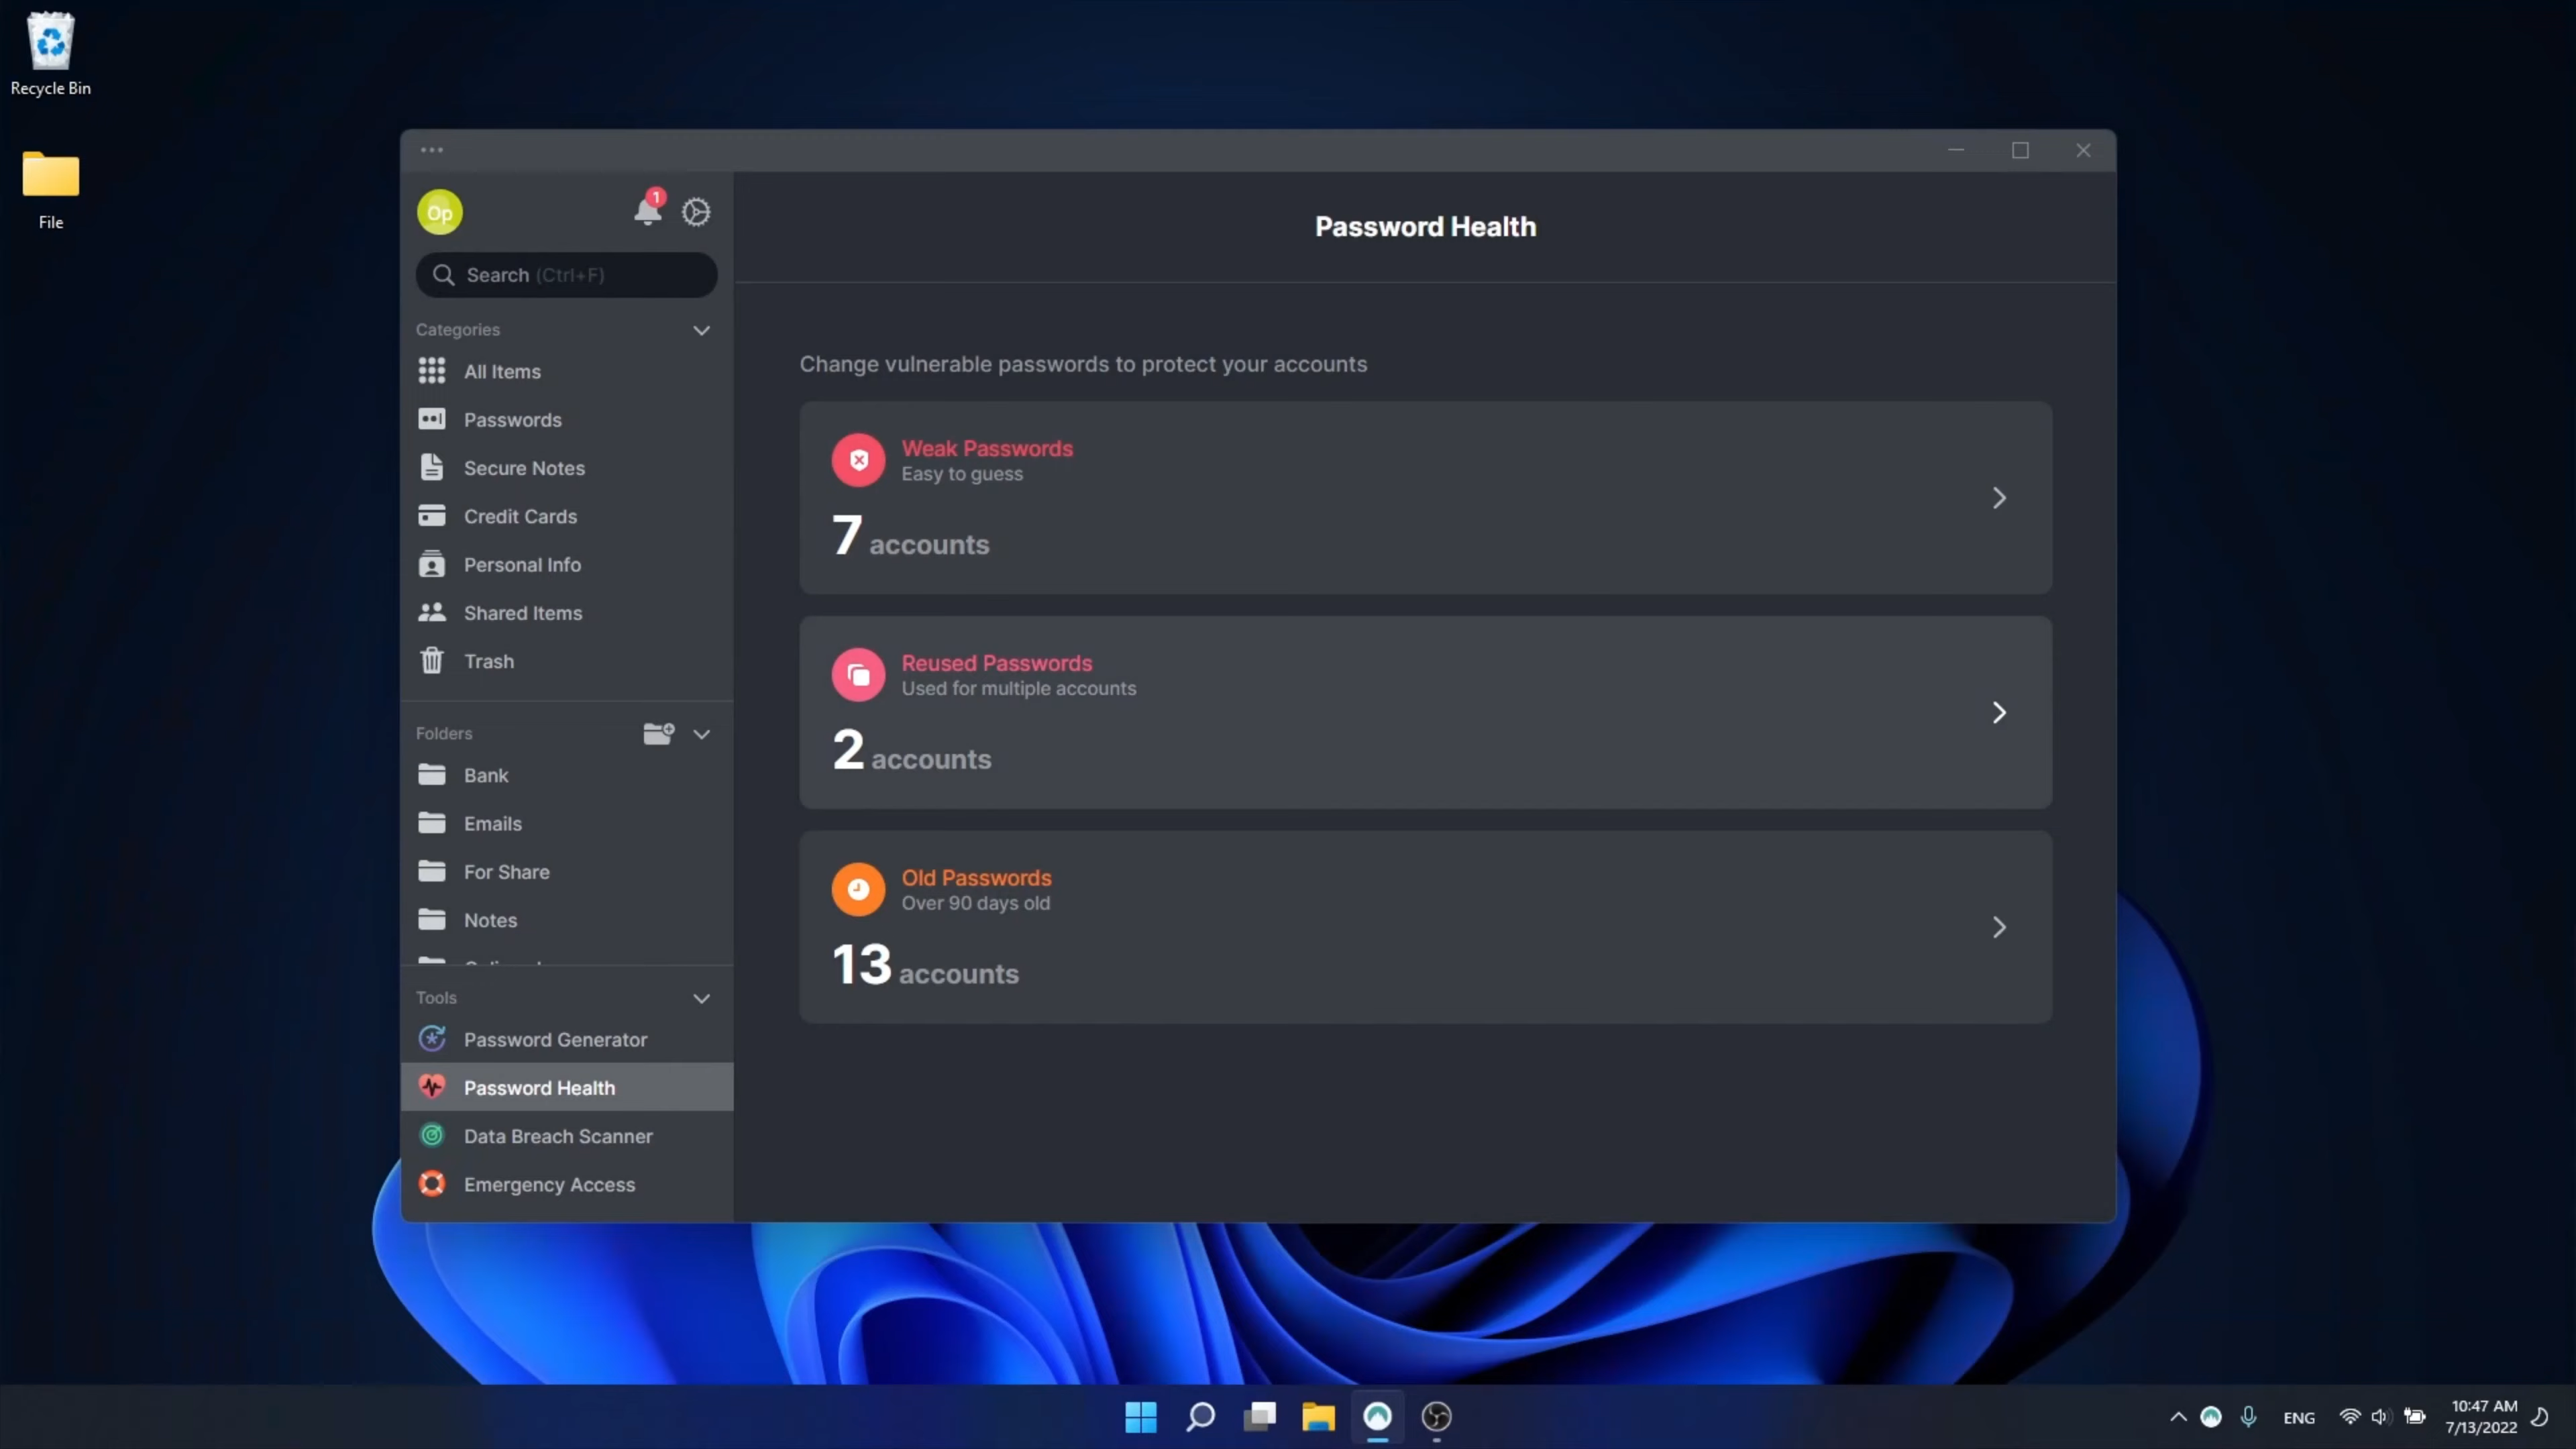 Recycle Bin
File
Op
1
Search (Ctrl+F)
Categories
All Items
Passwords
Secure Notes
Credit Cards
Personal Info
Shared Items
Trash
Folders
Bank
Emails
For Share
Notes
Tools
Password Generator
Password Health
Data Breach Scanner
Emergency Access
Password Health
Change vulnerable passwords to protect your accounts
Weak Passwords
Easy to guess
7 accounts
Reused Passwords
Used for multiple accounts
2 accounts
Old Passwords
Over 90 days old
13 accounts
ENG
10:47 AM
7/13/2022